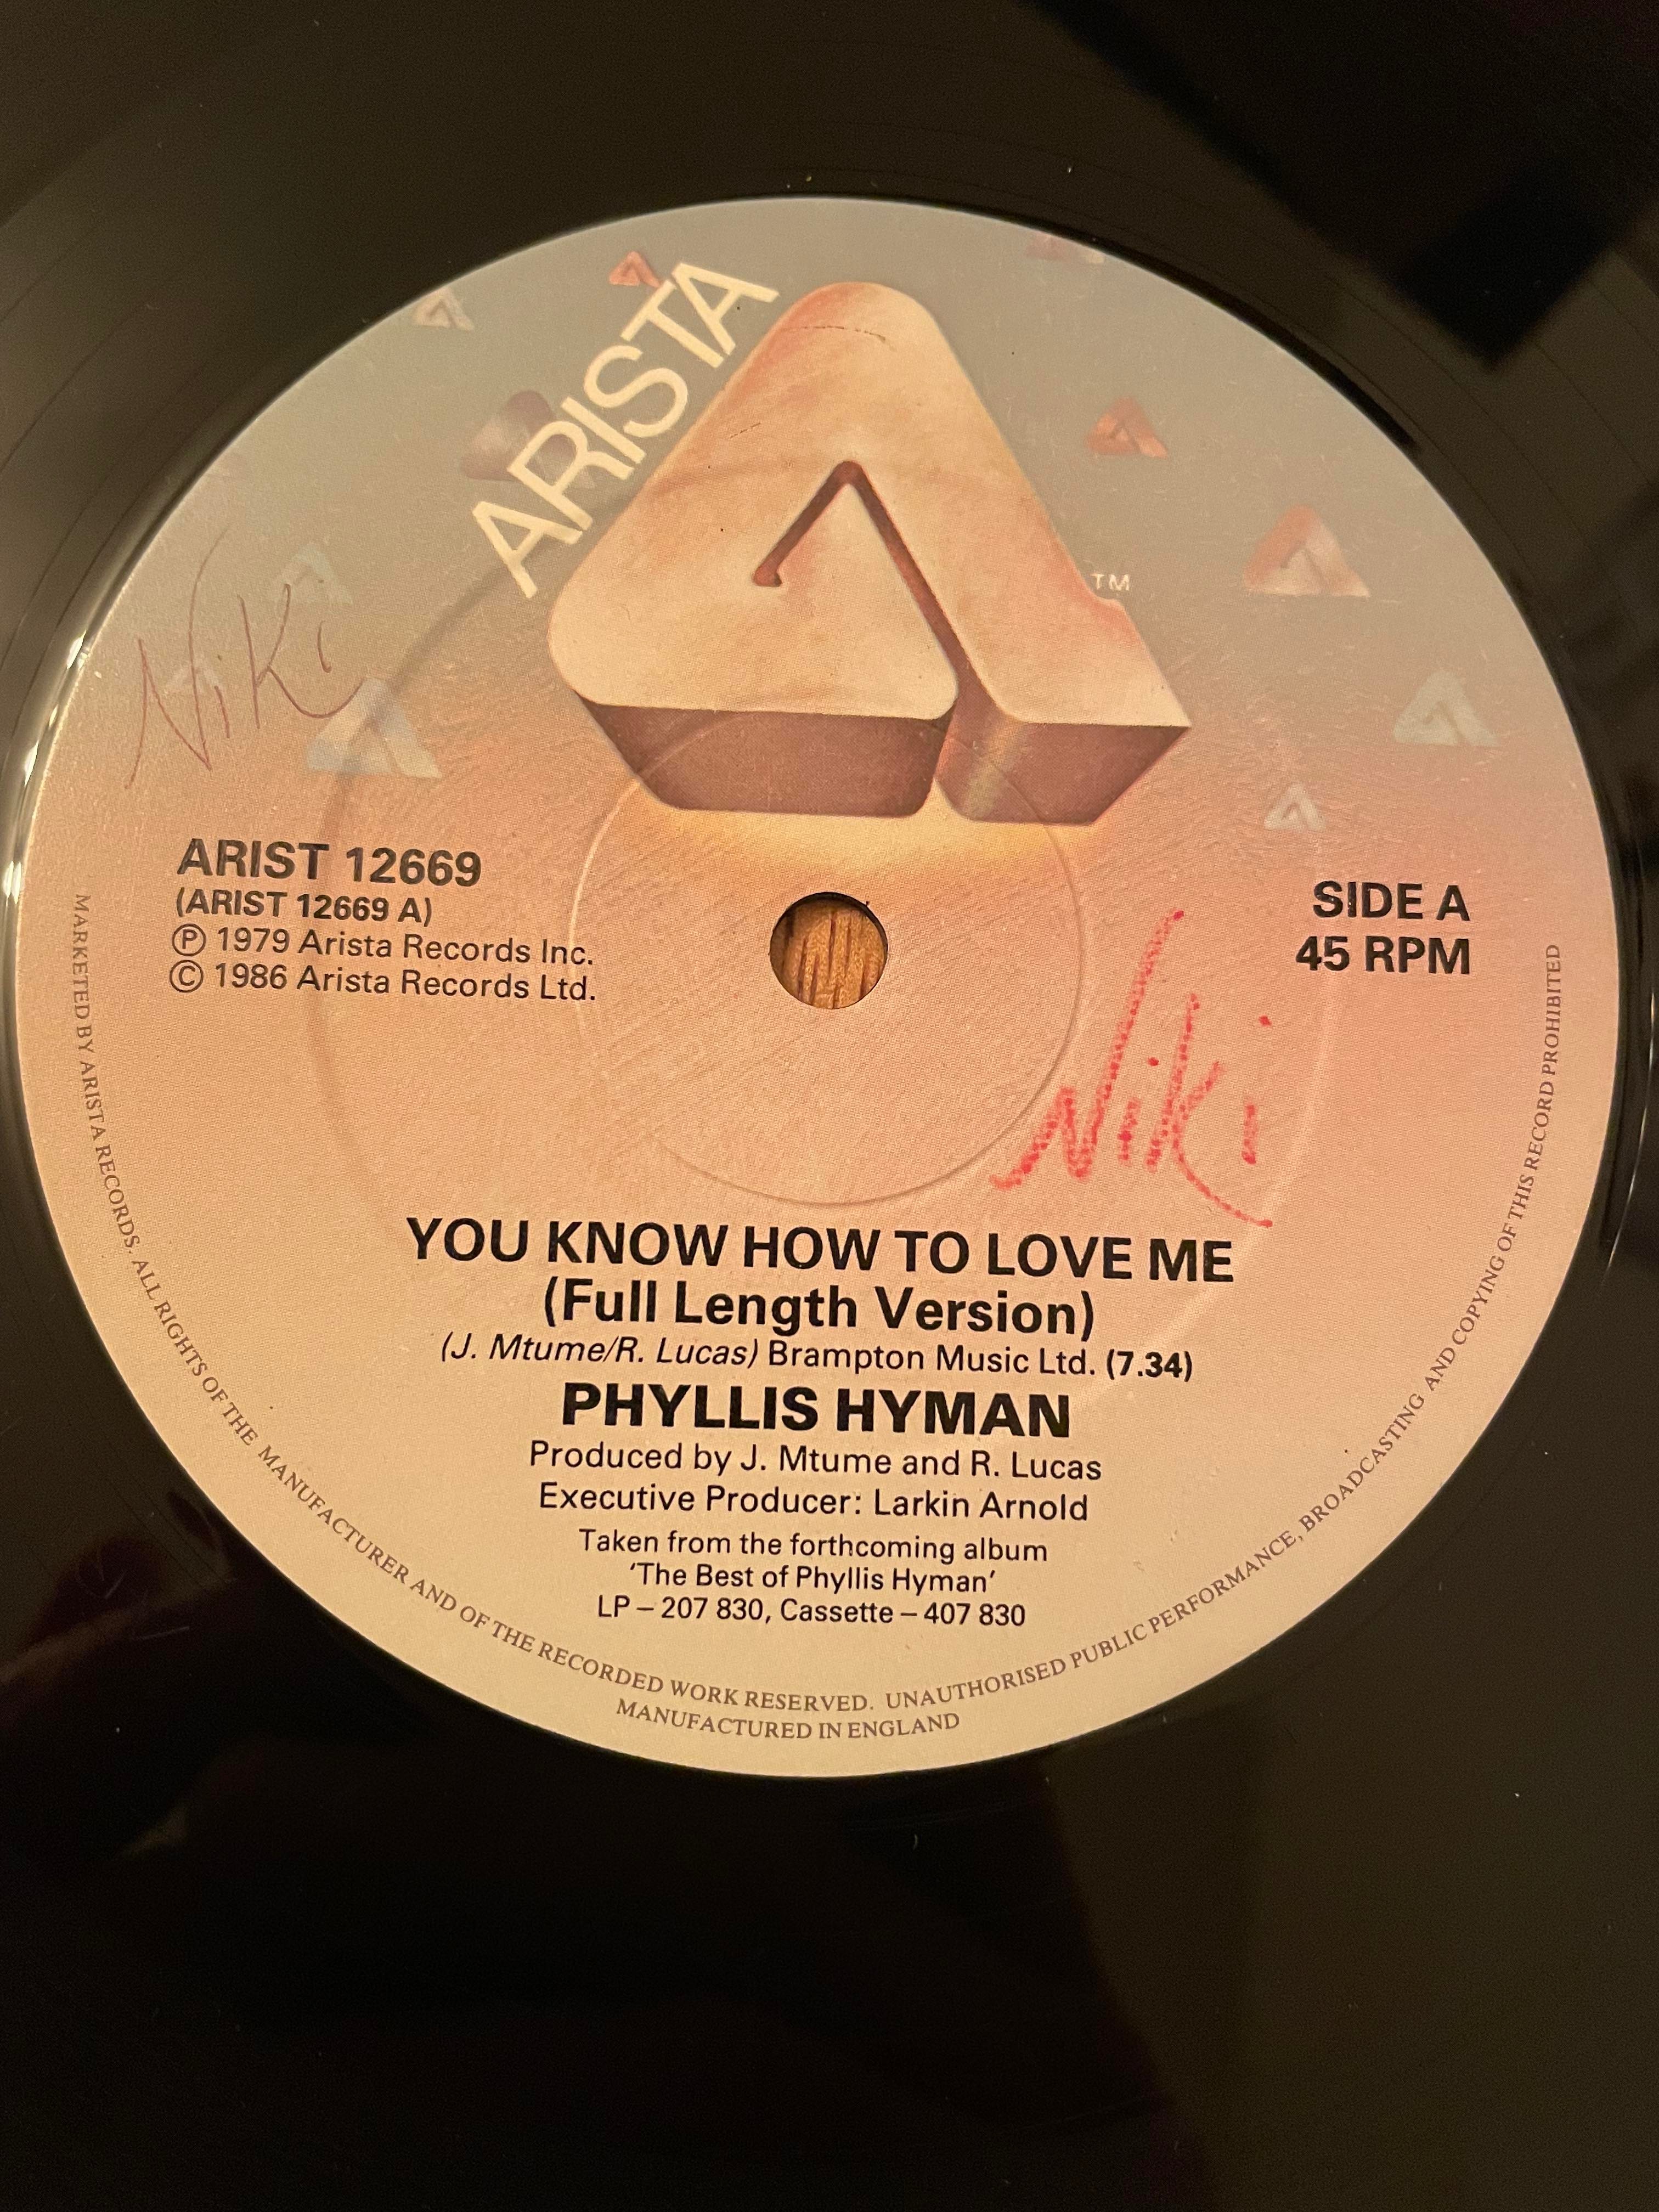 ARISTA
TM
Niki
ARIST 12669
(ARIST 12669 A)
Ⓟ 1979 Arista Records Inc.
© 1986 Arista Records Ltd.
SIDE A
45 RPM
Niki
YOU KNOW HOW TO LOVE ME
(Full Length Version)
(J. Mtume/R. Lucas) Brampton Music Ltd. (7.34)
PHYLLIS HYMAN
Produced by J. Mtume and R. Lucas
Executive Producer: Larkin Arnold
Taken from the forthcoming album
‘The Best of Phyllis Hyman’
LP – 207 830, Cassette – 407 830
MARKETED BY ARISTA RECORDS. ALL RIGHTS OF THE MANUFACTURER AND OF THE RECORDED WORK RESERVED. UNAUTHORISED PUBLIC PERFORMANCE, BROADCASTING AND COPYING OF THIS RECORD PROHIBITED
MANUFACTURED IN ENGLAND